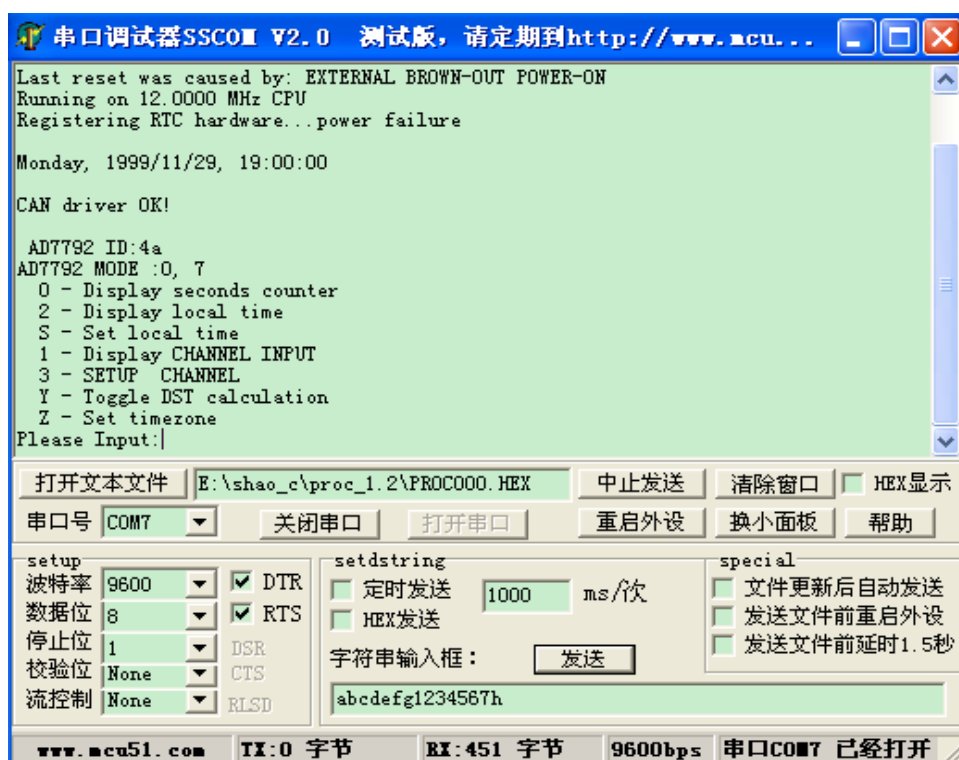 串口调试器SSCOM V2.0 测试版，请定期到http://www.mcu...
Last reset was caused by: EXTERNAL BROWN-OUT POWER-ON
Running on 12.0000 MHz CPU
Registering RTC hardware...power failure
Monday, 1999/11/29, 19:00:00
CAN driver OK!
AD7792 ID:4a
AD7792 MODE :0, 7
0 - Display seconds counter
2 - Display local time
S - Set local time
1 - Display CHANNEL INPUT
3 - SETUP CHANNEL
Y - Toggle DST calculation
Z - Set timezone
Please Input:
打开文本文件 E:\shao_c\proc_1.2\PROC000.HEX 中止发送 清除窗口 HEX显示
串口号 COM7 关闭串口 打开串口 重启外设 换小面板 帮助
setup
波特率 9600 DTR
数据位 8 RTS
停止位 1 DSR
校验位 None CTS
流控制 None RLSD
setdstring
定时发送 1000 ms/次
HEX发送
字符串输入框： 发送
abcdefg1234567h
special
文件更新后自动发送
发送文件前重启外设
发送文件前延时1.5秒
www.mcu51.com TX:0 字节 RX:451 字节 9600bps 串口COM7 已经打开